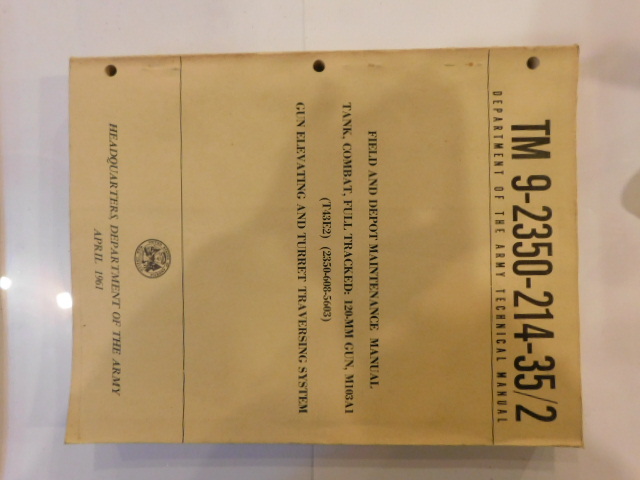 TM 9-2350-214-35/2
DEPARTMENT OF THE ARMY TECHNICAL MANUAL
FIELD AND DEPOT MAINTENANCE MANUAL
TANK, COMBAT, FULL TRACKED: 120-MM GUN, M103A1
(T43E2) (2350-608-5603)
GUN ELEVATING AND TURRET TRAVERSING SYSTEM
HEADQUARTERS, DEPARTMENT OF THE ARMY
APRIL 1961